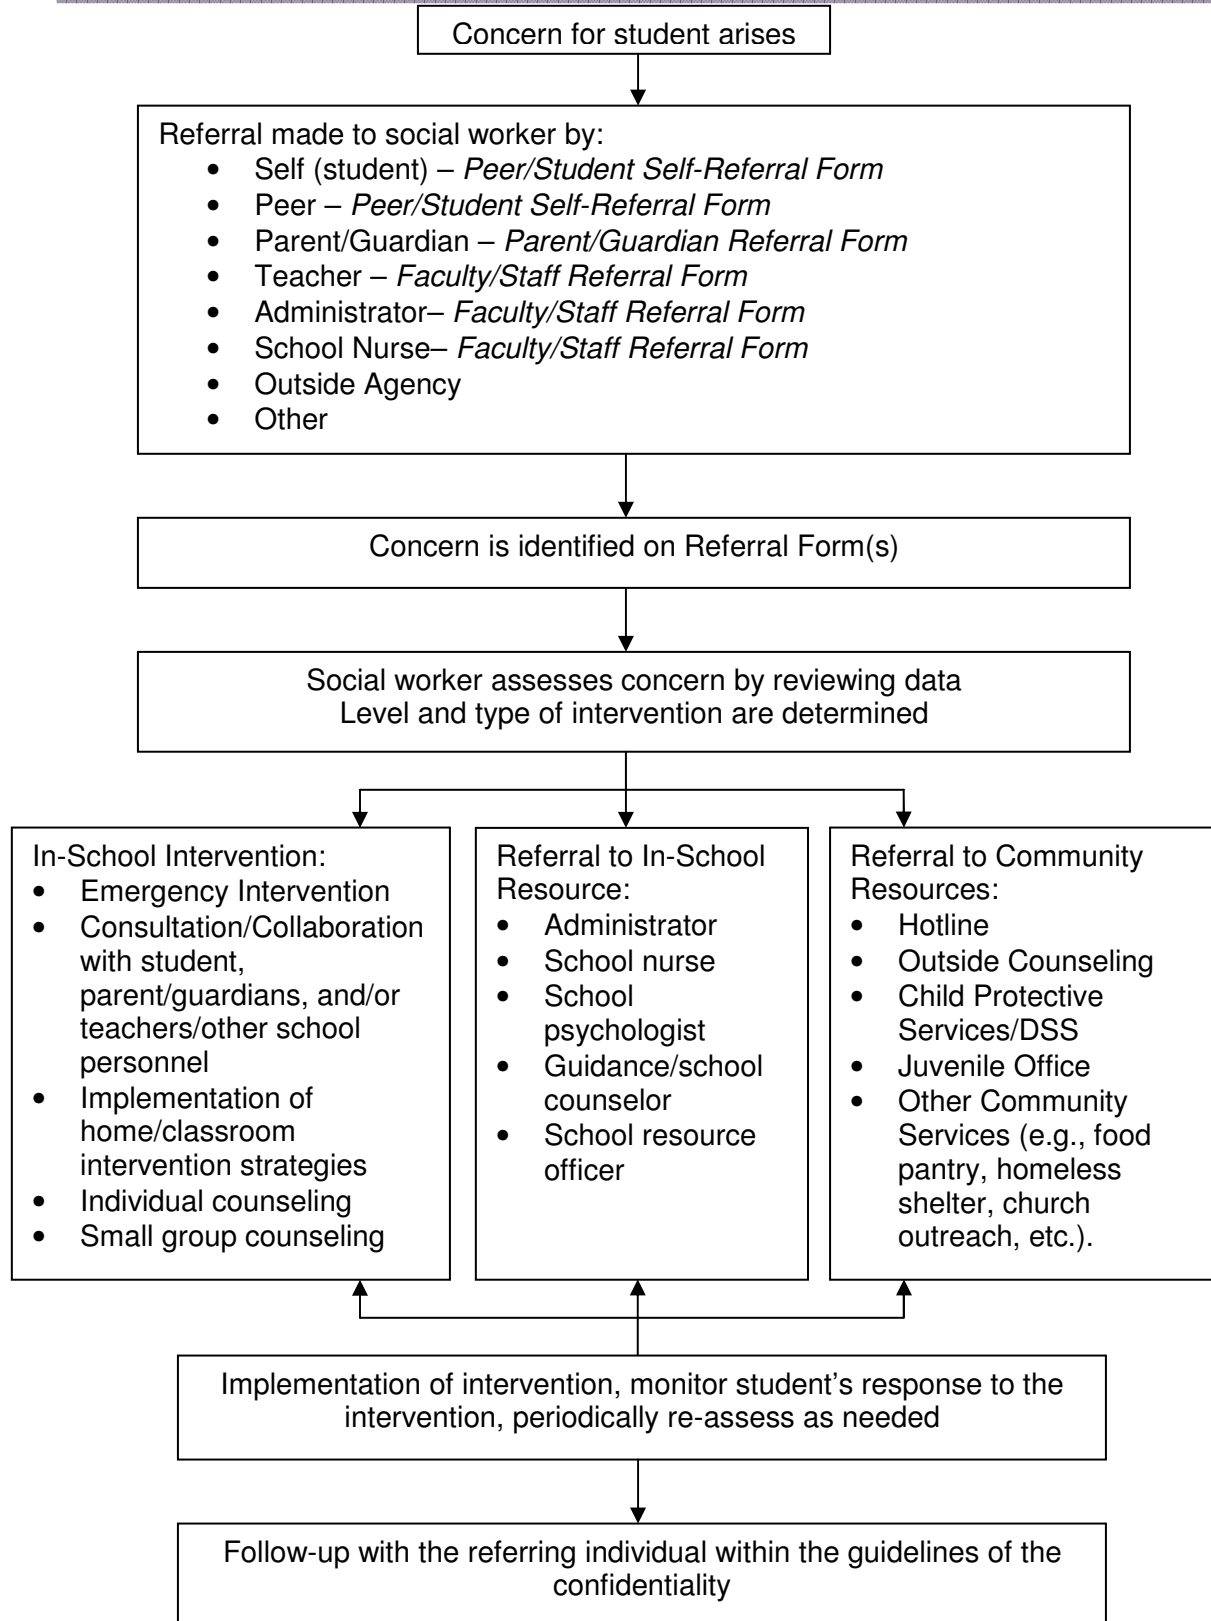 Concern for student arises
Referral made to social worker by:
• Self (student) – Peer/Student Self-Referral Form
• Peer – Peer/Student Self-Referral Form
• Parent/Guardian – Parent/Guardian Referral Form
• Teacher – Faculty/Staff Referral Form
• Administrator– Faculty/Staff Referral Form
• School Nurse– Faculty/Staff Referral Form
• Outside Agency
• Other
Concern is identified on Referral Form(s)
Social worker assesses concern by reviewing data
Level and type of intervention are determined
In-School Intervention:
• Emergency Intervention
• Consultation/Collaboration
with student,
parent/guardians, and/or
teachers/other school
personnel
• Implementation of
home/classroom
intervention strategies
• Individual counseling
• Small group counseling
Referral to In-School
Resource:
• Administrator
• School nurse
• School
psychologist
• Guidance/school
counselor
• School resource
officer
Referral to Community
Resources:
• Hotline
• Outside Counseling
• Child Protective
Services/DSS
• Juvenile Office
• Other Community
Services (e.g., food
pantry, homeless
shelter, church
outreach, etc.).
Implementation of intervention, monitor student's response to the
intervention, periodically re-assess as needed
Follow-up with the referring individual within the guidelines of the
confidentiality